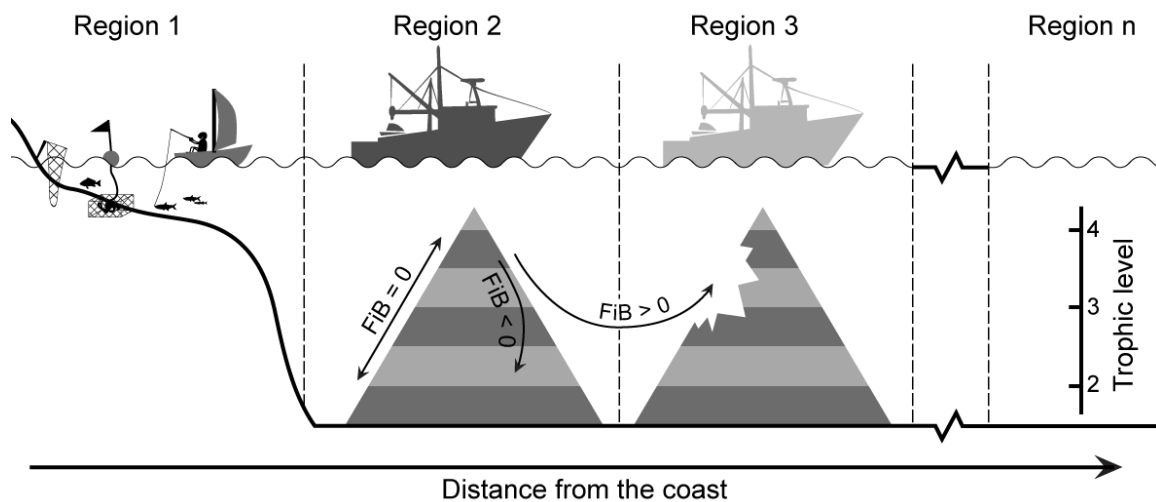 Region 1
Region 2
Region 3
Region n
FiB = 0
FiB < 0
FiB > 0
4
3
2
Trophic level
Distance from the coast